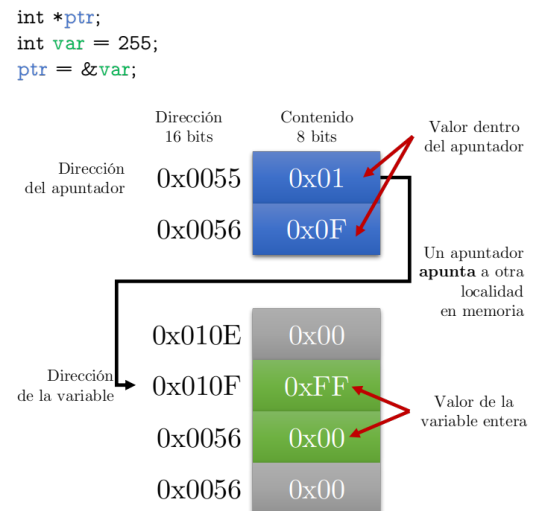 int *ptr;
int var = 255;
ptr = &var;
Dirección
16 bits
Contenido
8 bits
Valor dentro
del apuntador
Dirección
del apuntador
0x0055 0x01
0x0056 0x0F
Un apuntador
apunta a otra
localidad
en memoria
0x010E 0x00
Dirección
de la variable
0x010F 0xFF
0x0056 0x00
Valor de la
variable entera
0x0056 0x00